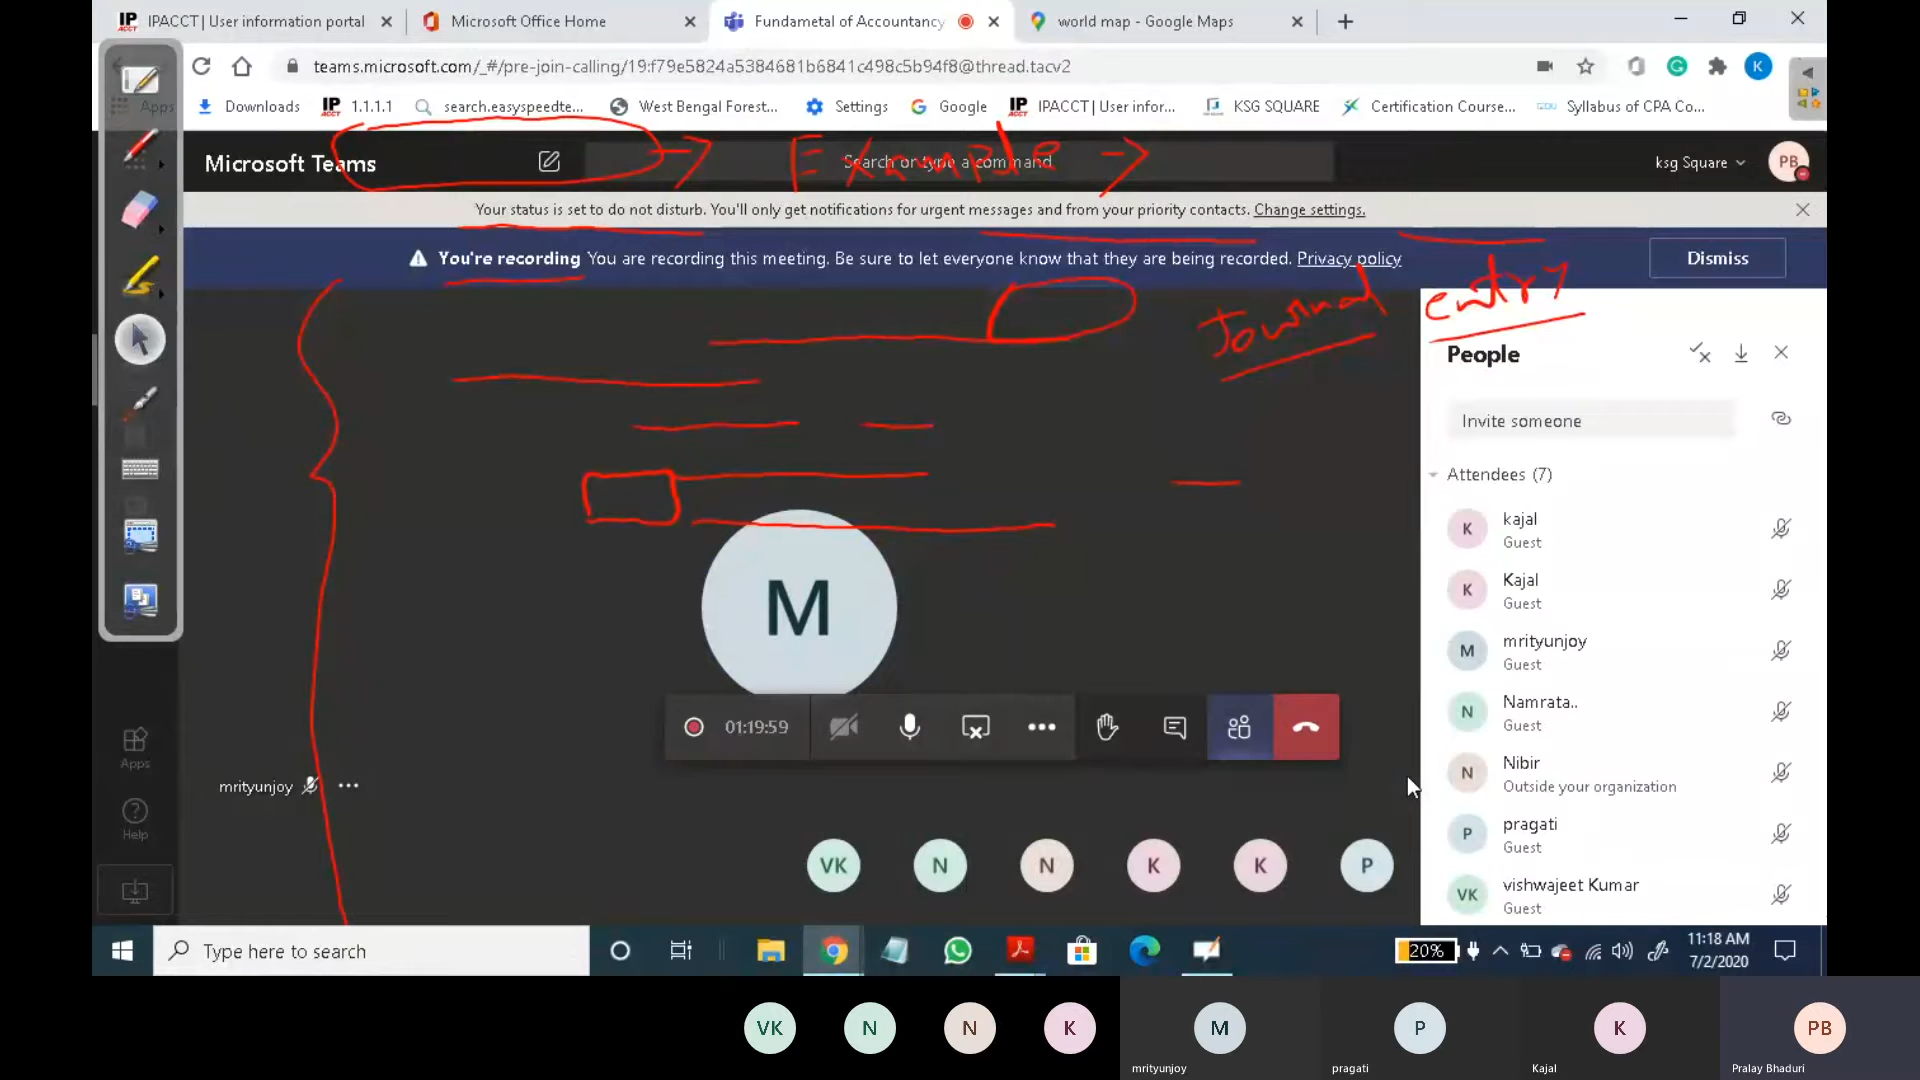 IPACCT | User information portal
Microsoft Office Home
Fundametal of Accountancy
world map - Google Maps
teams.microsoft.com/_#/pre-join-calling/19:f79e5824a5384681b6841c498c5b94f8@thread.tacv2
K
Apps
Downloads
IP ACCT 1.1.1.1
search.easyspeedte...
West Bengal Forest...
Settings
Google
IP ACCT IPACCT | User infor...
KSG SQUARE
Certification Course...
Syllabus of CPA Co...
Microsoft Teams
Search or type a command
Example
ksg Square
PB
Your status is set to do not disturb. You'll only get notifications for urgent messages and from your priority contacts. Change settings.
You're recording You are recording this meeting. Be sure to let everyone know that they are being recorded. Privacy policy
Dismiss
Journal entry
People
Invite someone
Attendees (7)
K kajal
Guest
K Kajal
Guest
M mrityunjoy
Guest
N Namrata..
Guest
N Nibir
Outside your organization
P pragati
Guest
VK vishwajeet Kumar
Guest
M
01:19:59
Apps
mrityunjoy
Help
VK N N K K P
Type here to search
20%
11:18 AM
7/2/2020
VK N N K M P K PB
mrityunjoy pragati Kajal Pralay Bhaduri